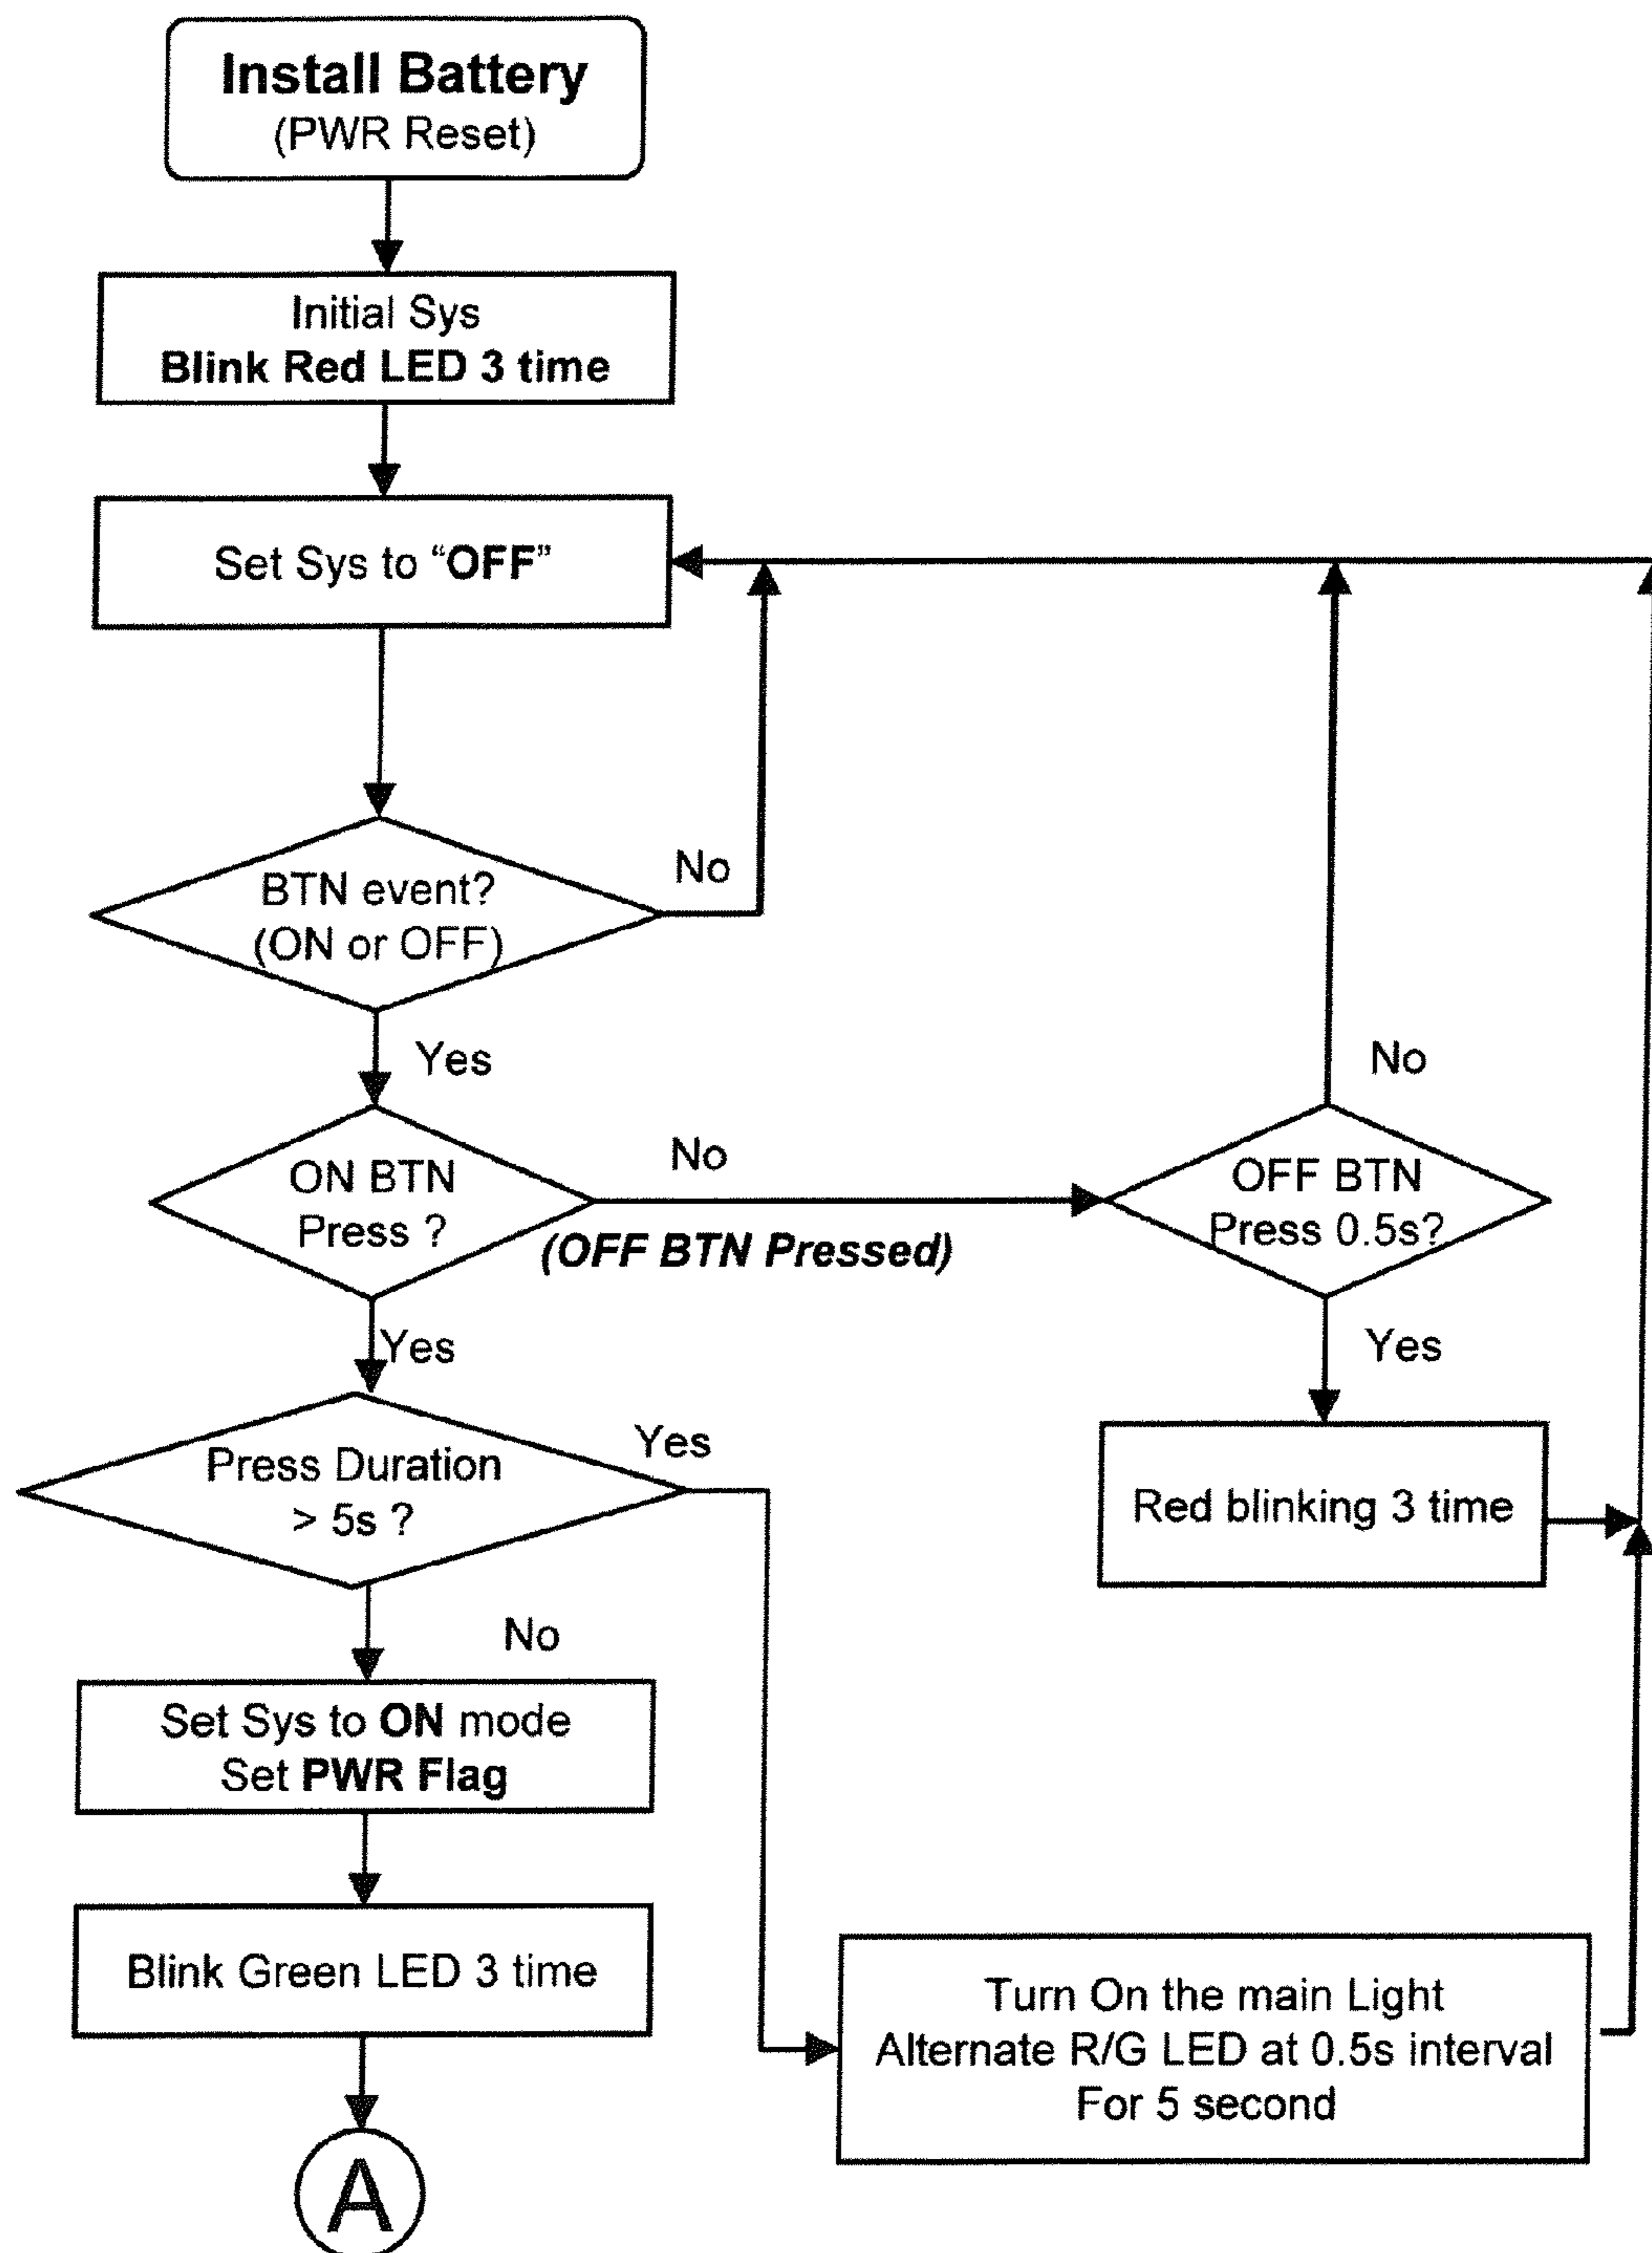 Install Battery
(PWR Reset)
Initial Sys
Blink Red LED 3 time
Set Sys to “OFF”
BTN event?
(ON or OFF)
No
Yes
ON BTN
Press ?
No
(OFF BTN Pressed)
OFF BTN
Press 0.5s?
No
Yes
Red blinking 3 time
Yes
Press Duration
> 5s ?
Yes
No
Set Sys to ON mode
Set PWR Flag
Blink Green LED 3 time
Turn On the main Light
Alternate R/G LED at 0.5s interval
For 5 second
A